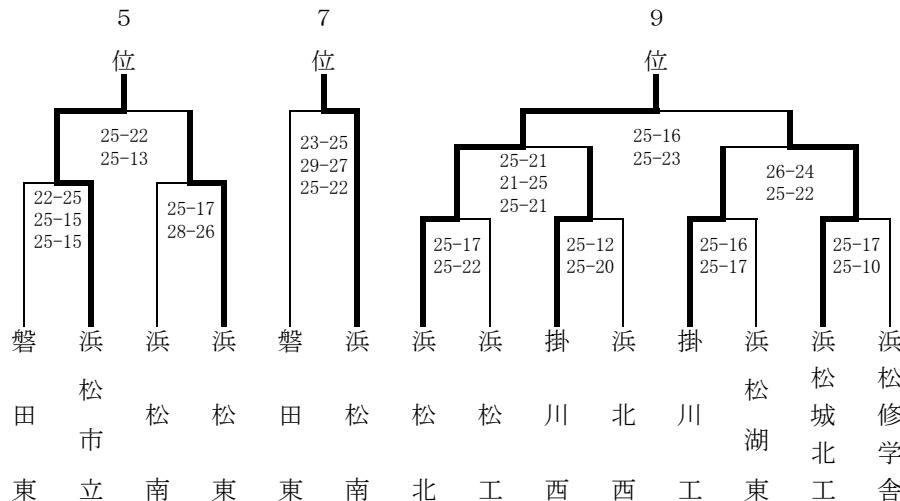 5位
7位
9位
25-22
25-13
22-25
25-15
25-15
25-17
28-26
23-25
29-27
25-22
25-16
25-23
25-21
21-25
25-21
26-24
25-22
25-17
25-22
25-12
25-20
25-16
25-17
25-17
25-10
磐田東
浜松市立
浜松南
浜松東
磐田東
浜松南
浜松北
浜松工
掛川西
浜北西
掛川工
浜松湖東
浜松城北工
浜松修学舎